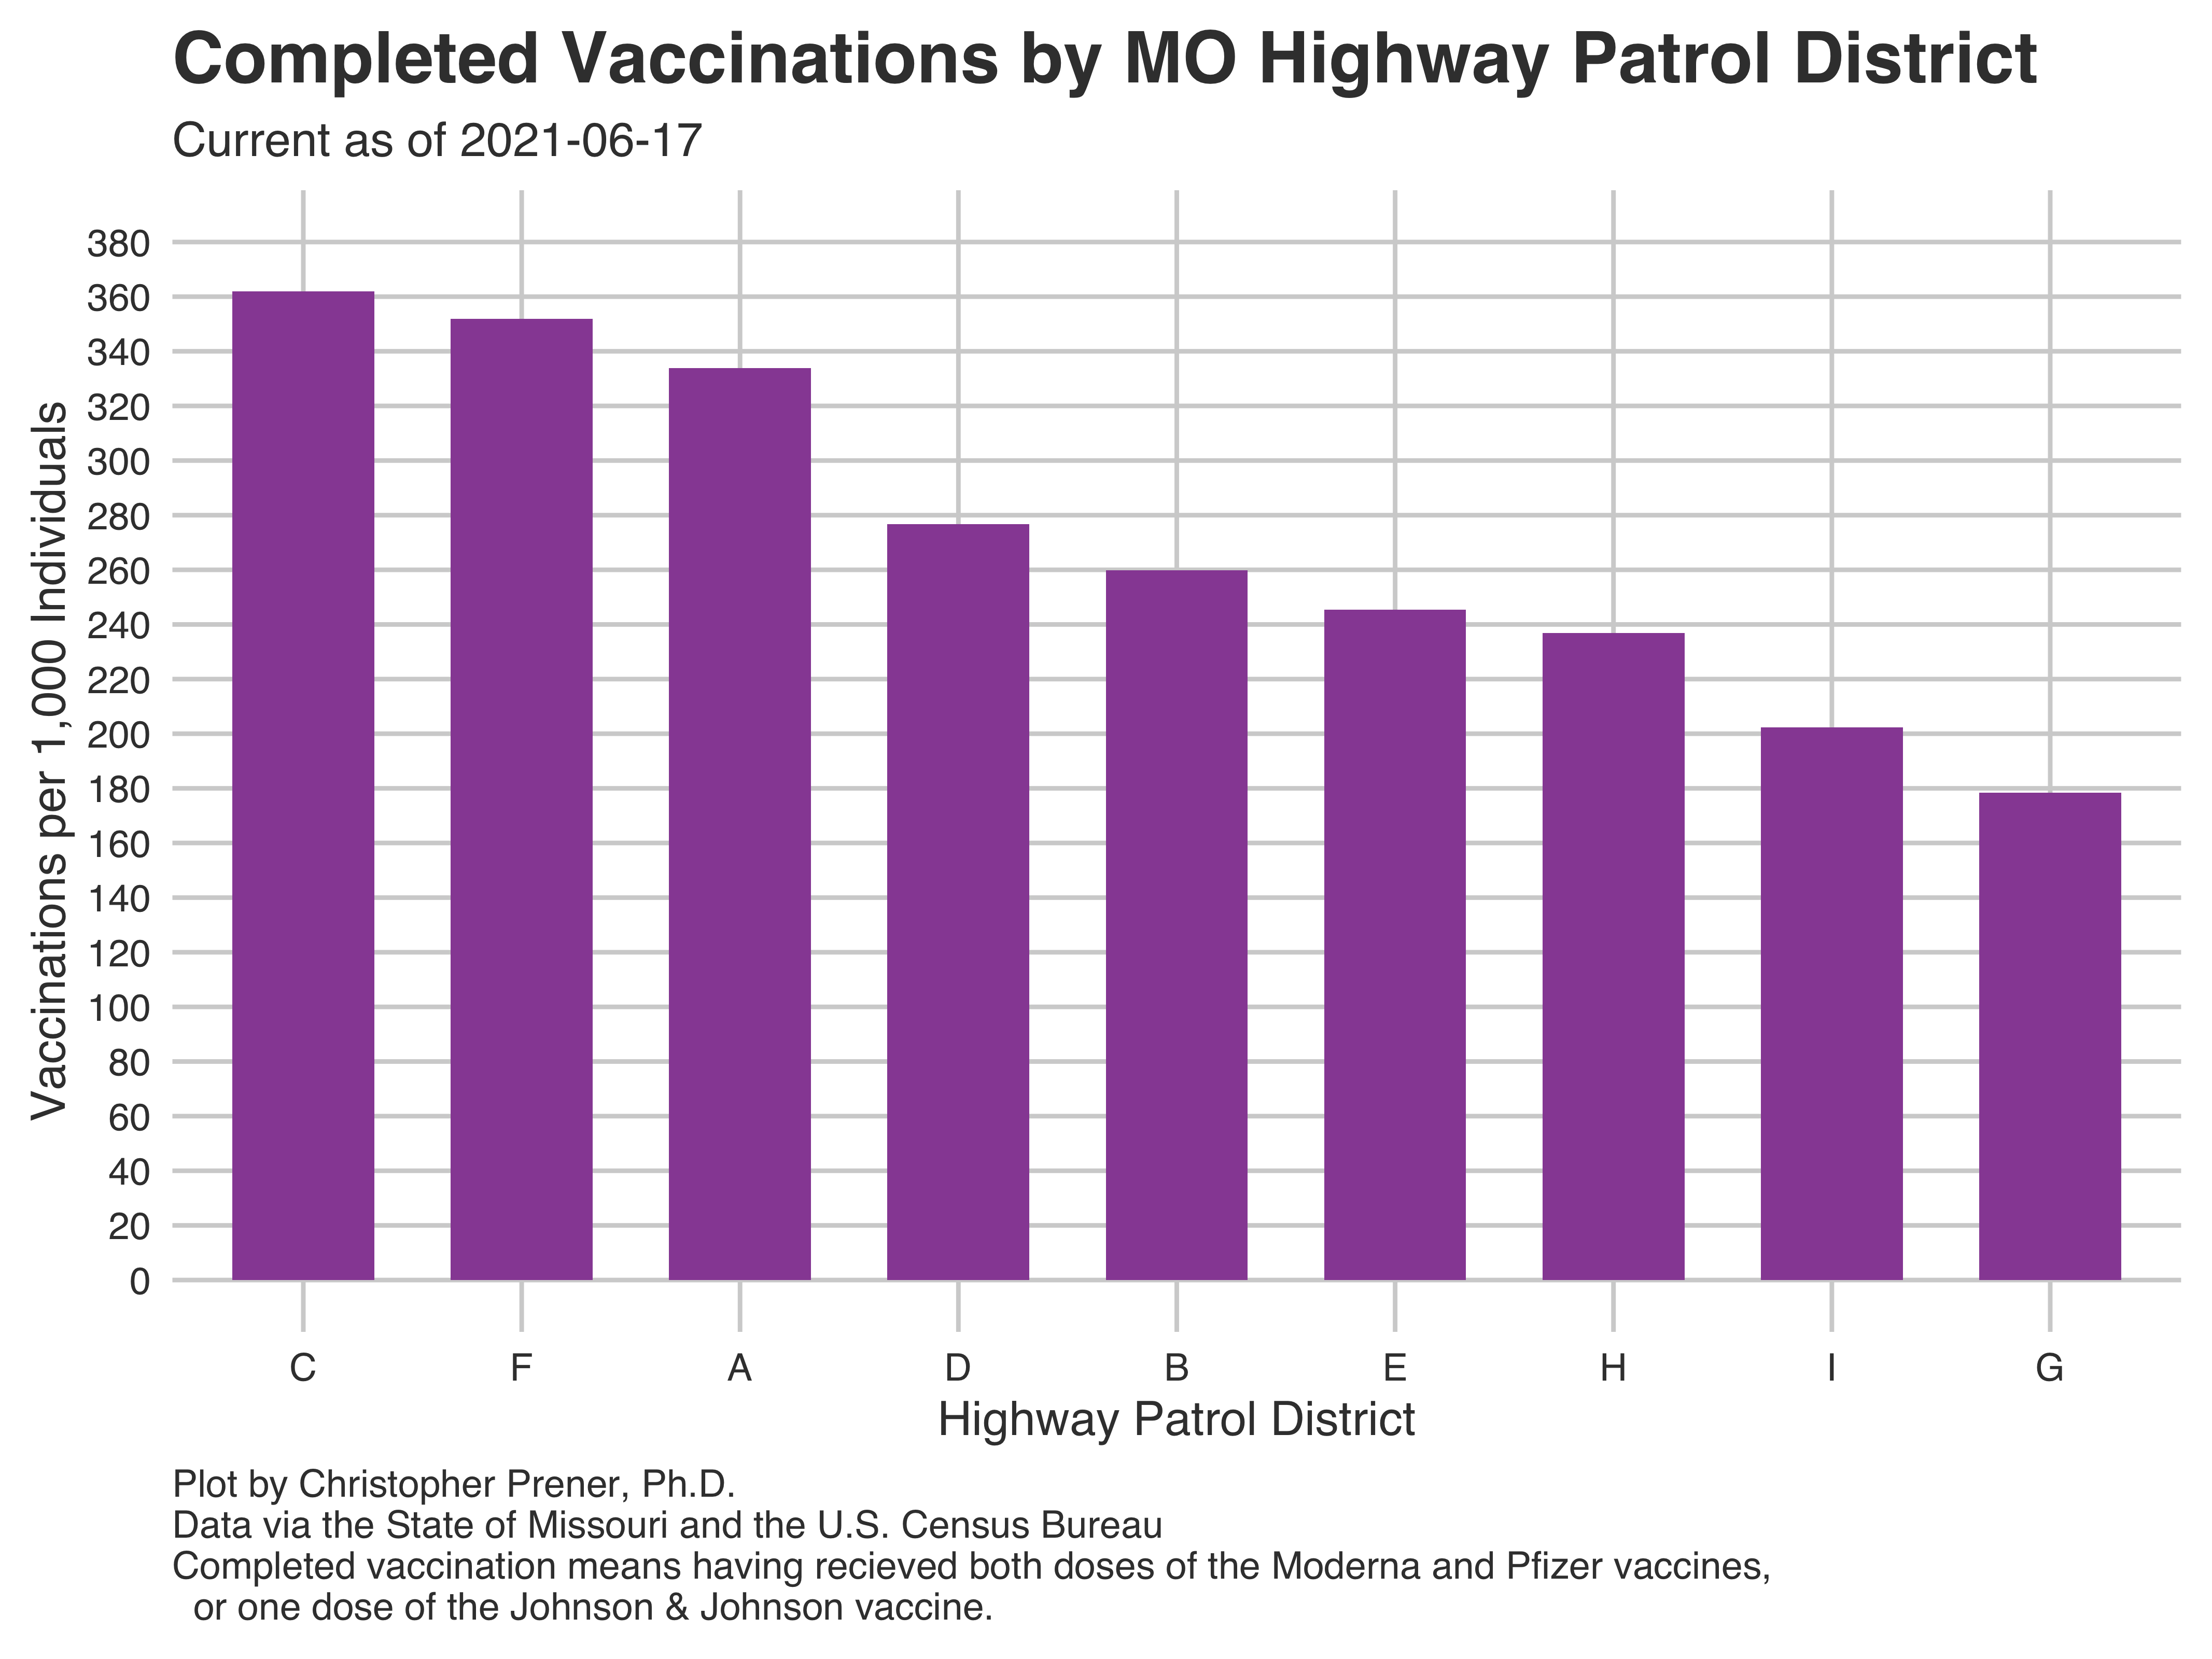 Completed Vaccinations by MO Highway Patrol District
Current as of 2021-06-17
Vaccinations per 1,000 Individuals
380
360
340
320
300
280
260
240
220
200
180
160
140
120
100
80
60
40
20
0
C F A D B E H I G
Highway Patrol District
Plot by Christopher Prener, Ph.D.
Data via the State of Missouri and the U.S. Census Bureau
Completed vaccination means having recieved both doses of the Moderna and Pfizer vaccines,
or one dose of the Johnson & Johnson vaccine.